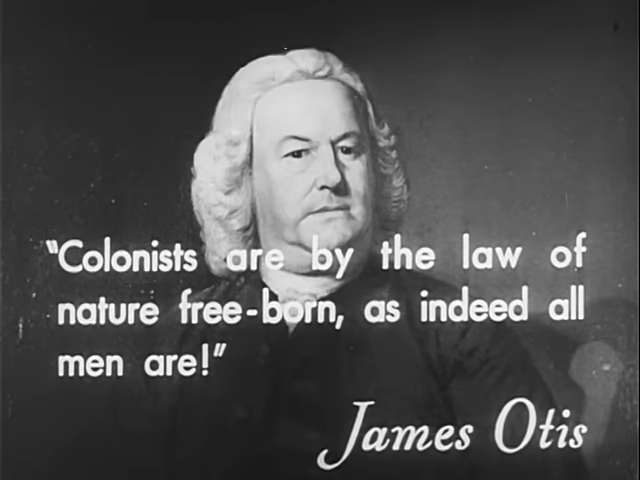 "Colonists are by the law of
nature free-born, as indeed all
men are!"
James Otis